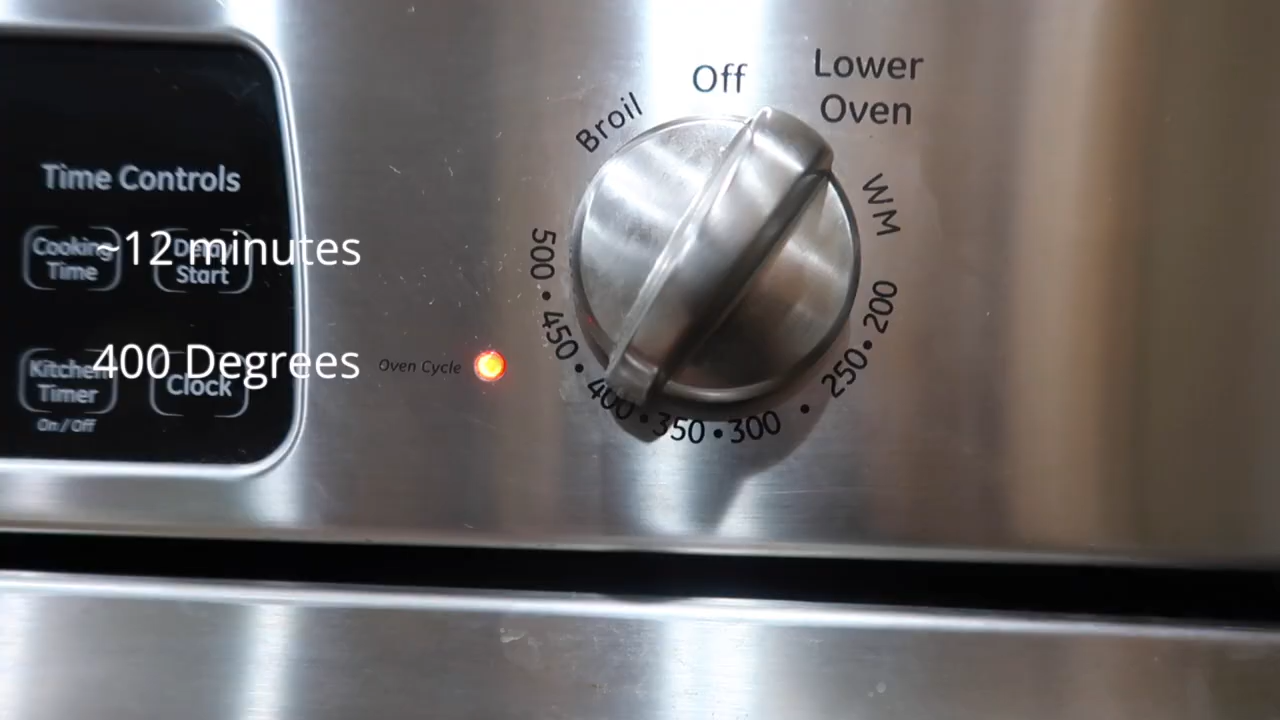 Time Controls
Cooking
Time
Delay
Start
~12 minutes
400 Degrees
Kitchen
Timer
On / Off
Clock
Oven Cycle
Off
Lower
Oven
Broil
WM
200
250
300
350
400
450
500